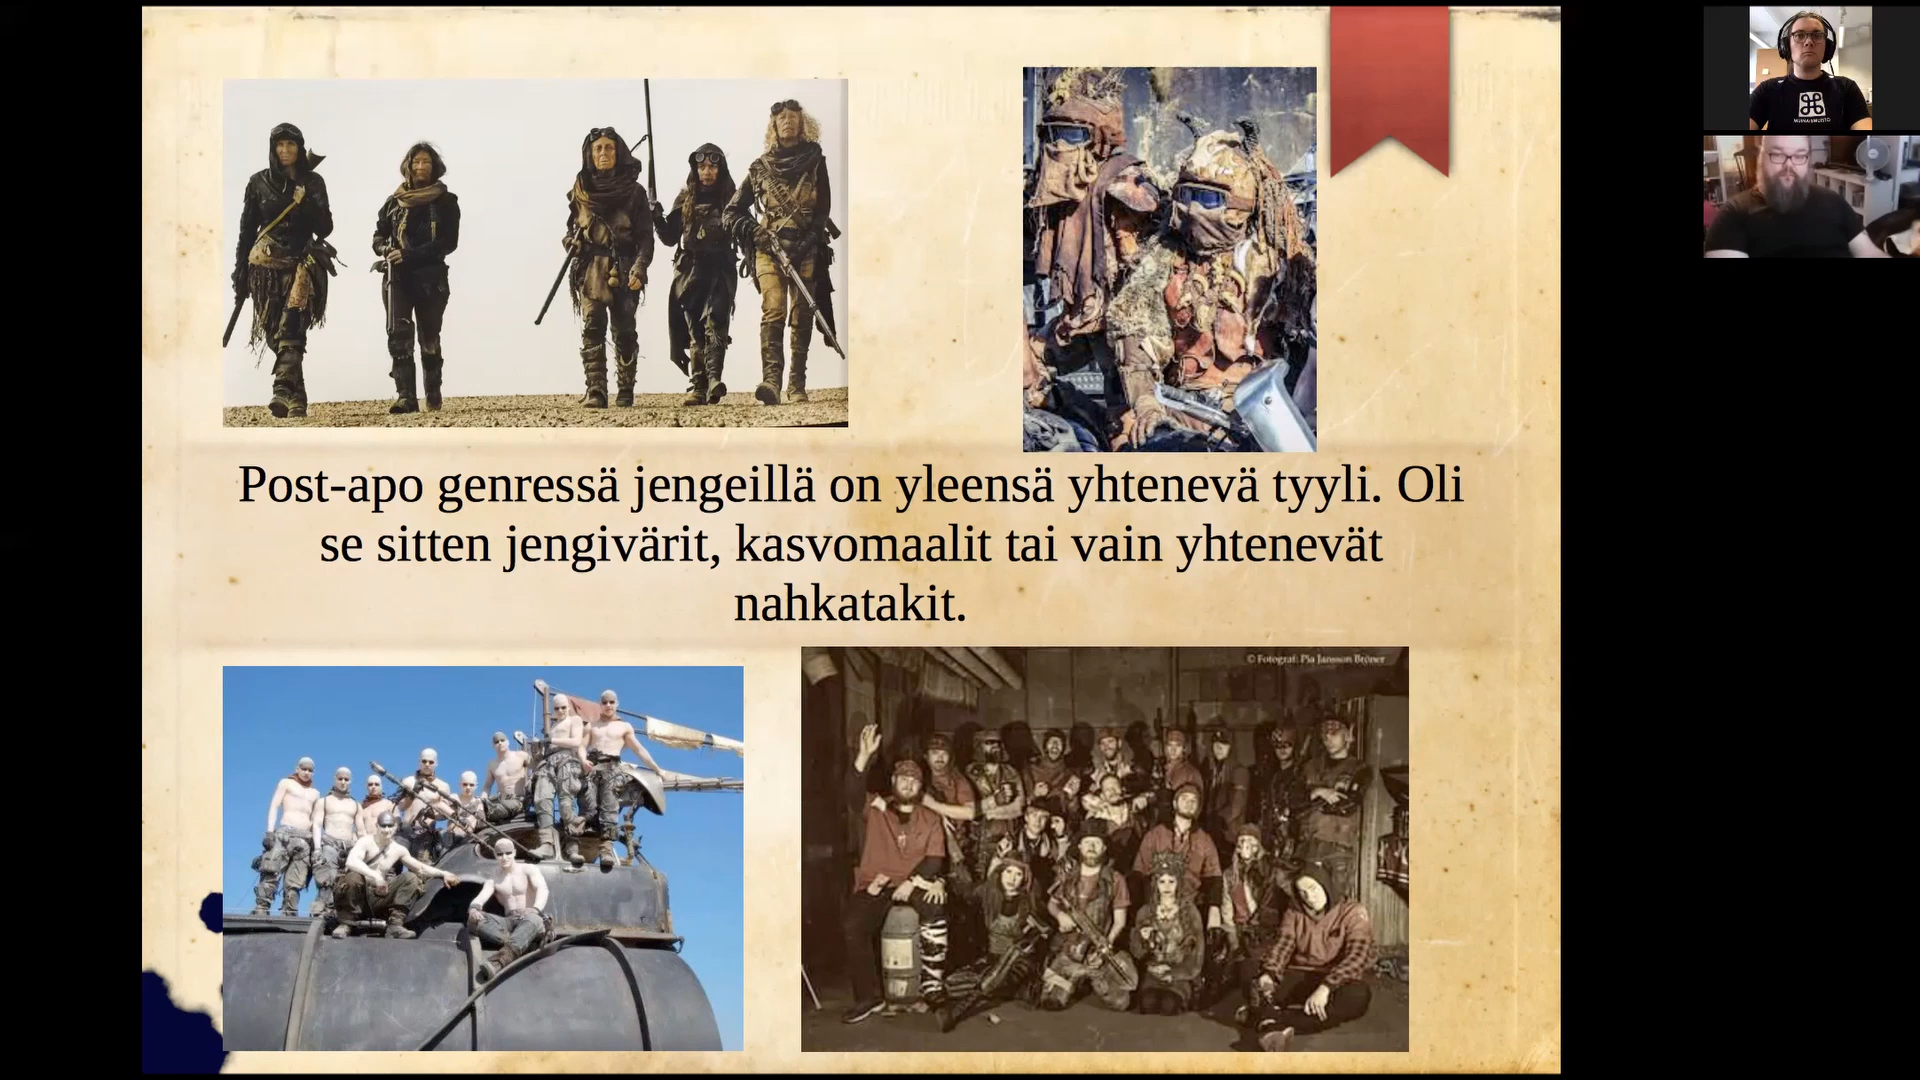 © Fotograf: Pia Jansson Bröner
Post-apo genressä jengeillä on yleensä yhtenevä tyyli. Oli
se sitten jengivärit, kasvomaalit tai vain yhtenevät
nahkatakit.
MUINAISMUISTO